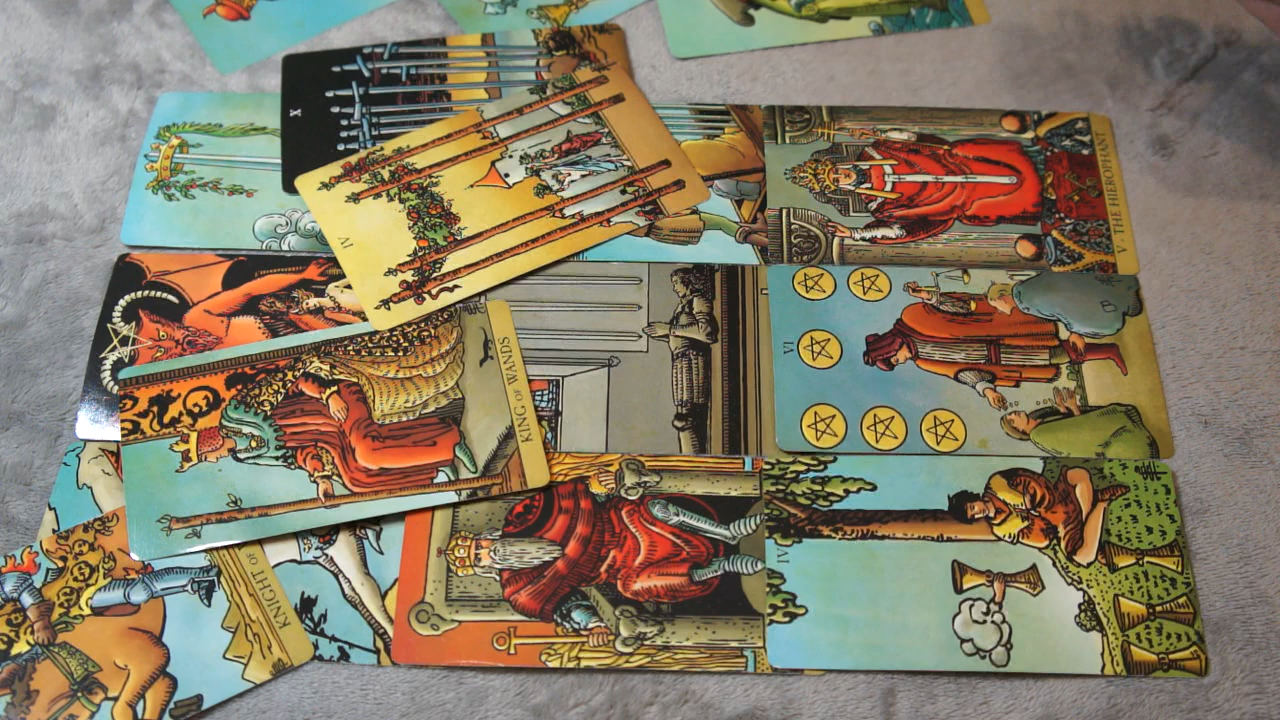 X
IV
V · THE HIEROPHANT
VI
KING OF WANDS
IV
KNIGHT OF